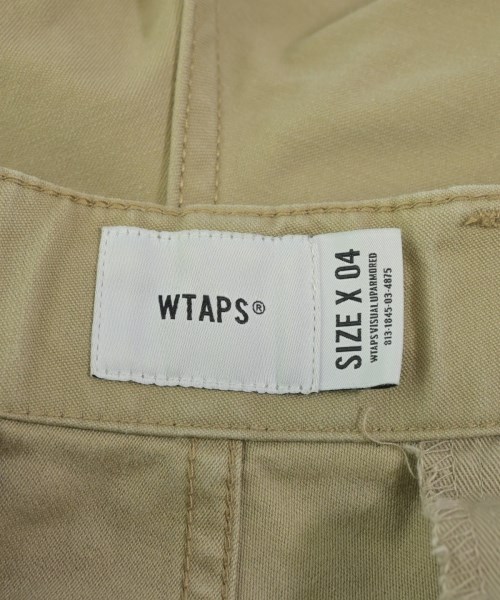 WTAPS®
SIZE X 04
WTAPS VISUAL UPARMORED
813-1845-03-4875